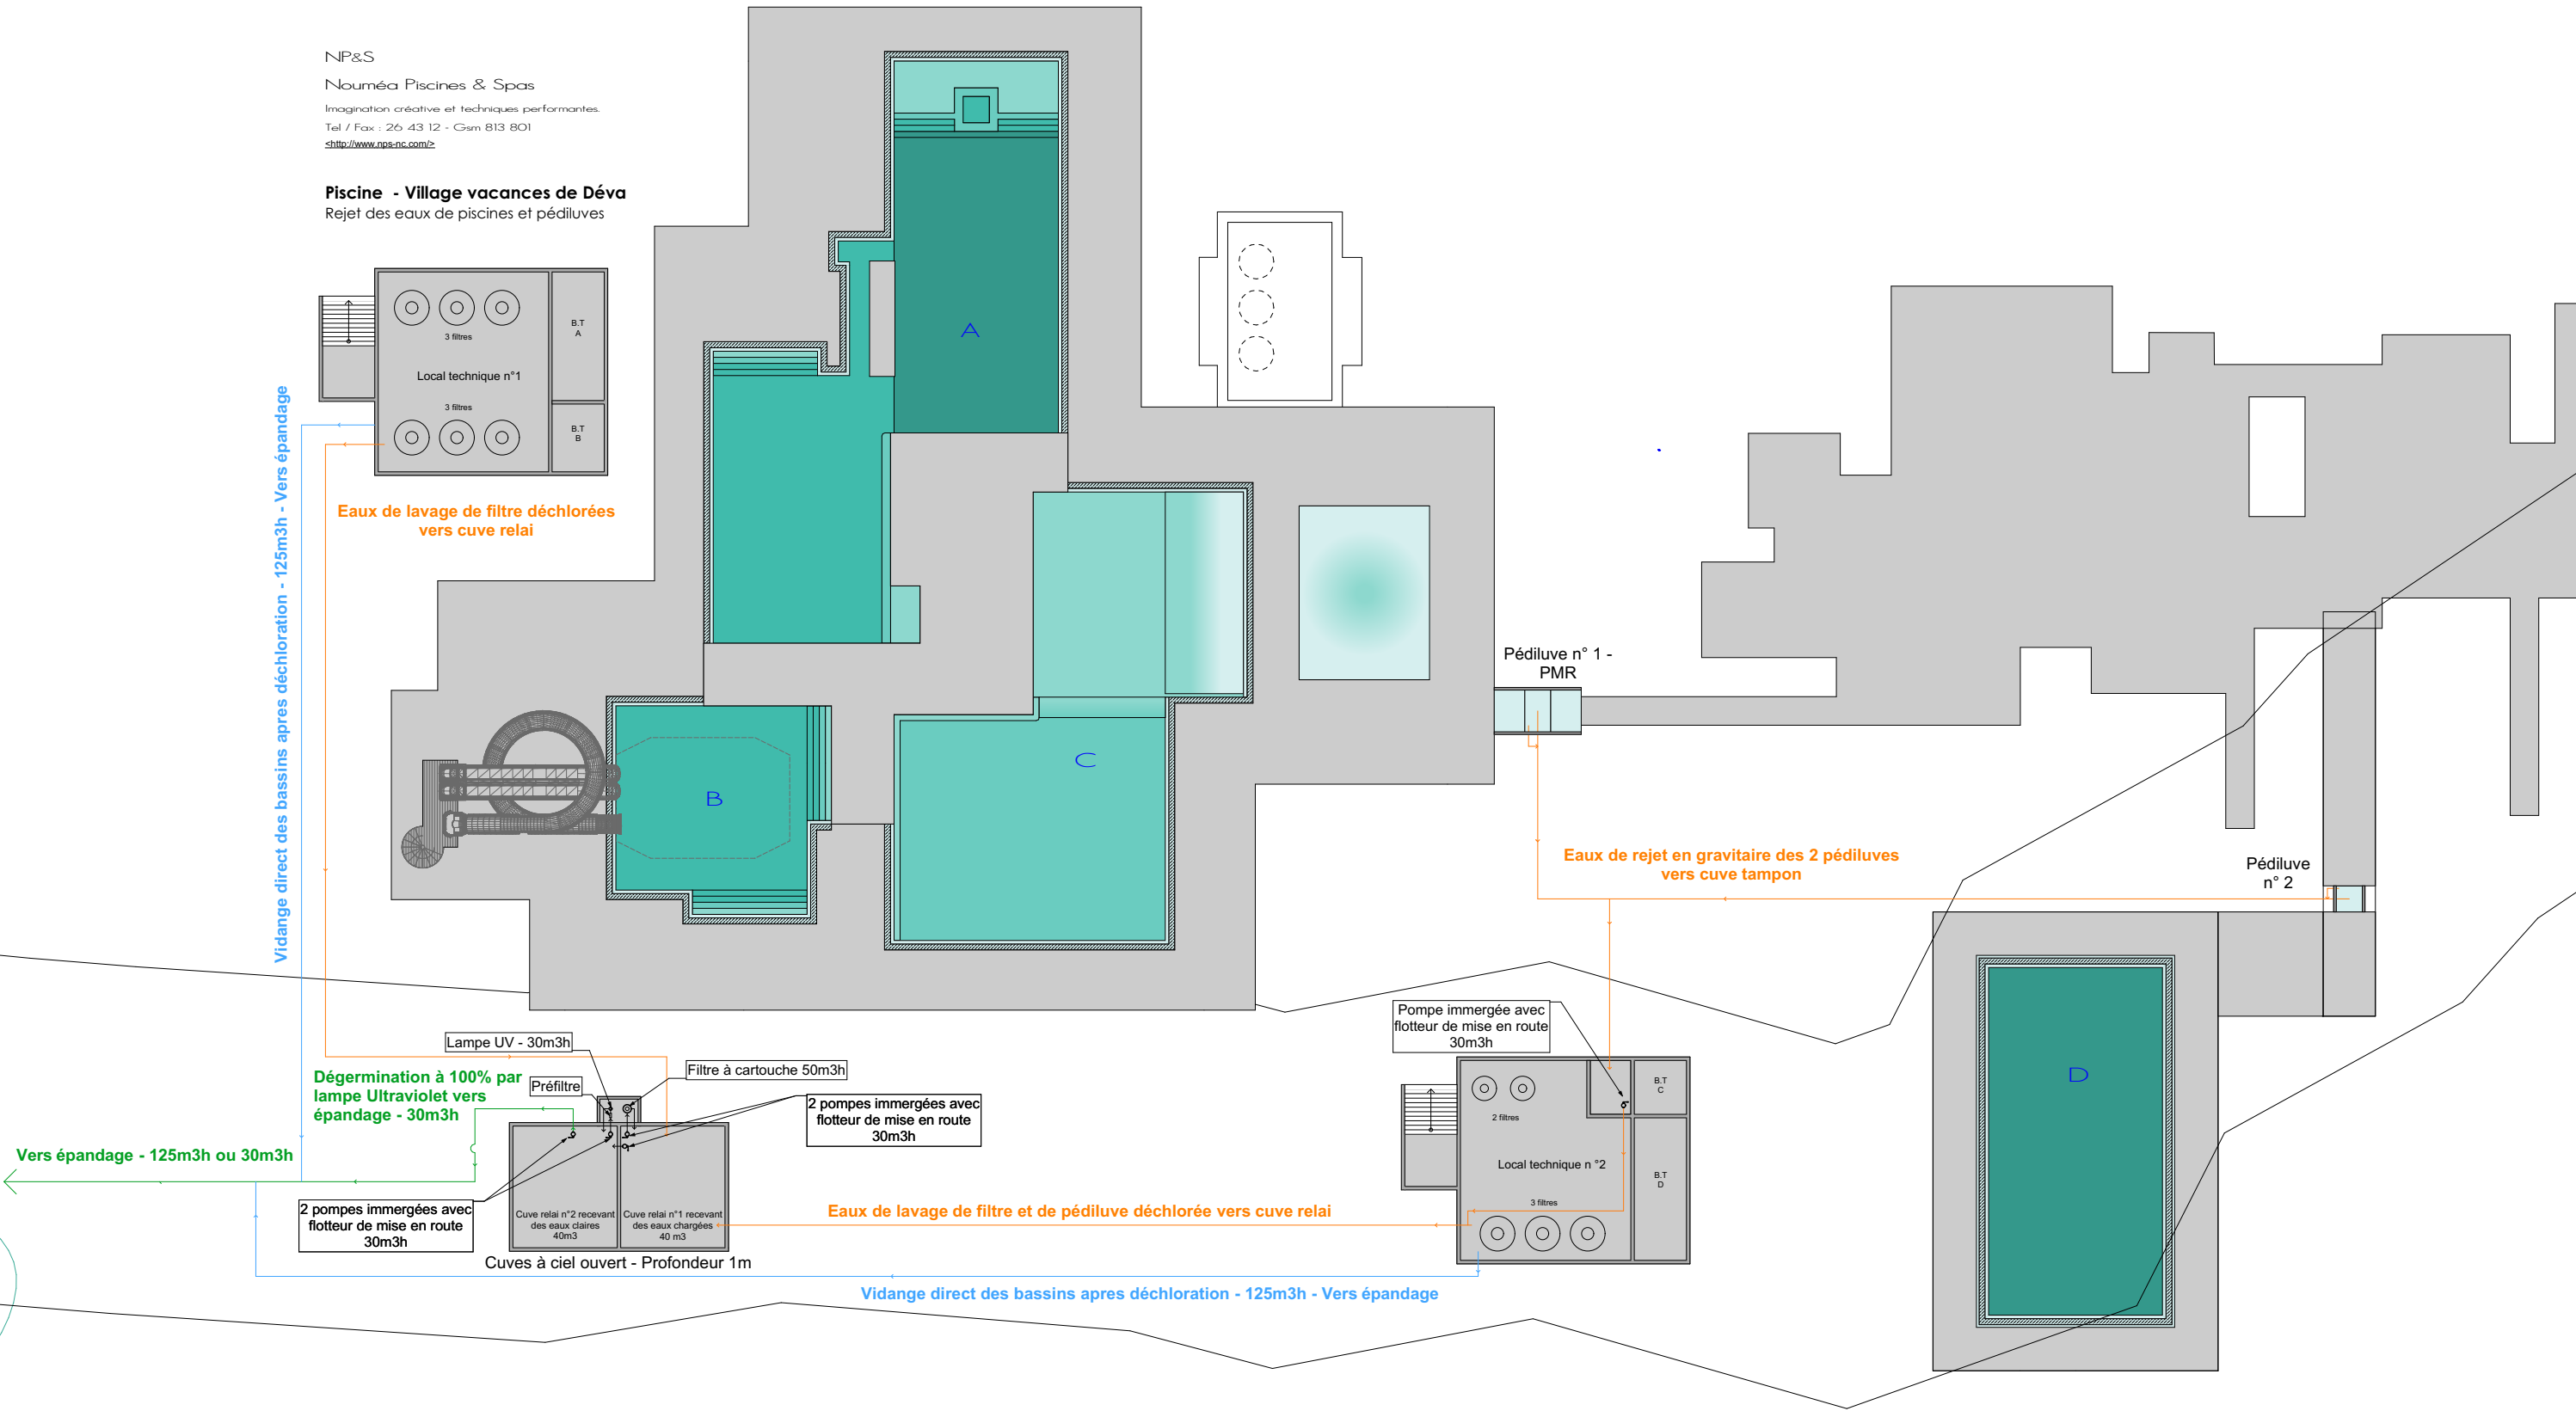 NP&S
Nouméa Piscines & Spas
Imagination créative et techniques performantes.
Tel / Fax : 26 43 12 - Gsm 813 801
<http://www.nps-nc.com/>
Piscine - Village vacances de Déva
Rejet des eaux de piscines et pédiluves
3 filtres
Local technique n°1
3 filtres
B.T
A
B.T
B
Eaux de lavage de filtre déchlorées
vers cuve relai
Vidange direct des bassins apres déchloration - 125m3h - Vers épandage
A
B
C
D
Pédiluve n° 1 -
PMR
Eaux de rejet en gravitaire des 2 pédiluves
vers cuve tampon
Pédiluve
n° 2
Pompe immergée avec
flotteur de mise en route
30m3h
Lampe UV - 30m3h
Préfiltre
Filtre à cartouche 50m3h
2 pompes immergées avec
flotteur de mise en route
30m3h
Dégermination à 100% par
lampe Ultraviolet vers
épandage - 30m3h
Vers épandage - 125m3h ou 30m3h
2 pompes immergées avec
flotteur de mise en route
30m3h
Cuve relai n°2 recevant
des eaux claires
40m3
Cuve relai n°1 recevant
des eaux chargées
40 m3
Cuves à ciel ouvert - Profondeur 1m
Eaux de lavage de filtre et de pédiluve déchlorée vers cuve relai
2 filtres
Local technique n °2
3 filtres
B.T
C
B.T
D
Vidange direct des bassins apres déchloration - 125m3h - Vers épandage